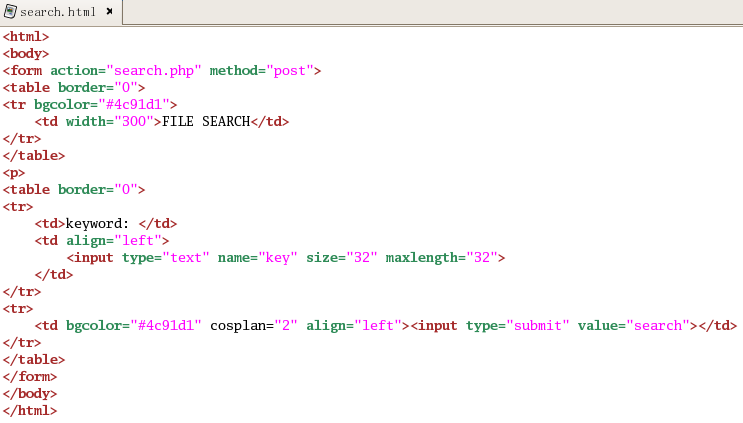 search.html
<html>
<body>
<form action="search.php" method="post">
<table border="0">
<tr bgcolor="#4c91d1">
    <td width="300">FILE SEARCH</td>
</tr>
</table>
<p>
<table border="0">
<tr>
    <td>keyword: </td>
    <td align="left">
        <input type="text" name="key" size="32" maxlength="32">
    </td>
</tr>
<tr>
    <td bgcolor="#4c91d1" cosplan="2" align="left"><input type="submit" value="search"></td>
</tr>
</table>
</form>
</body>
</html>